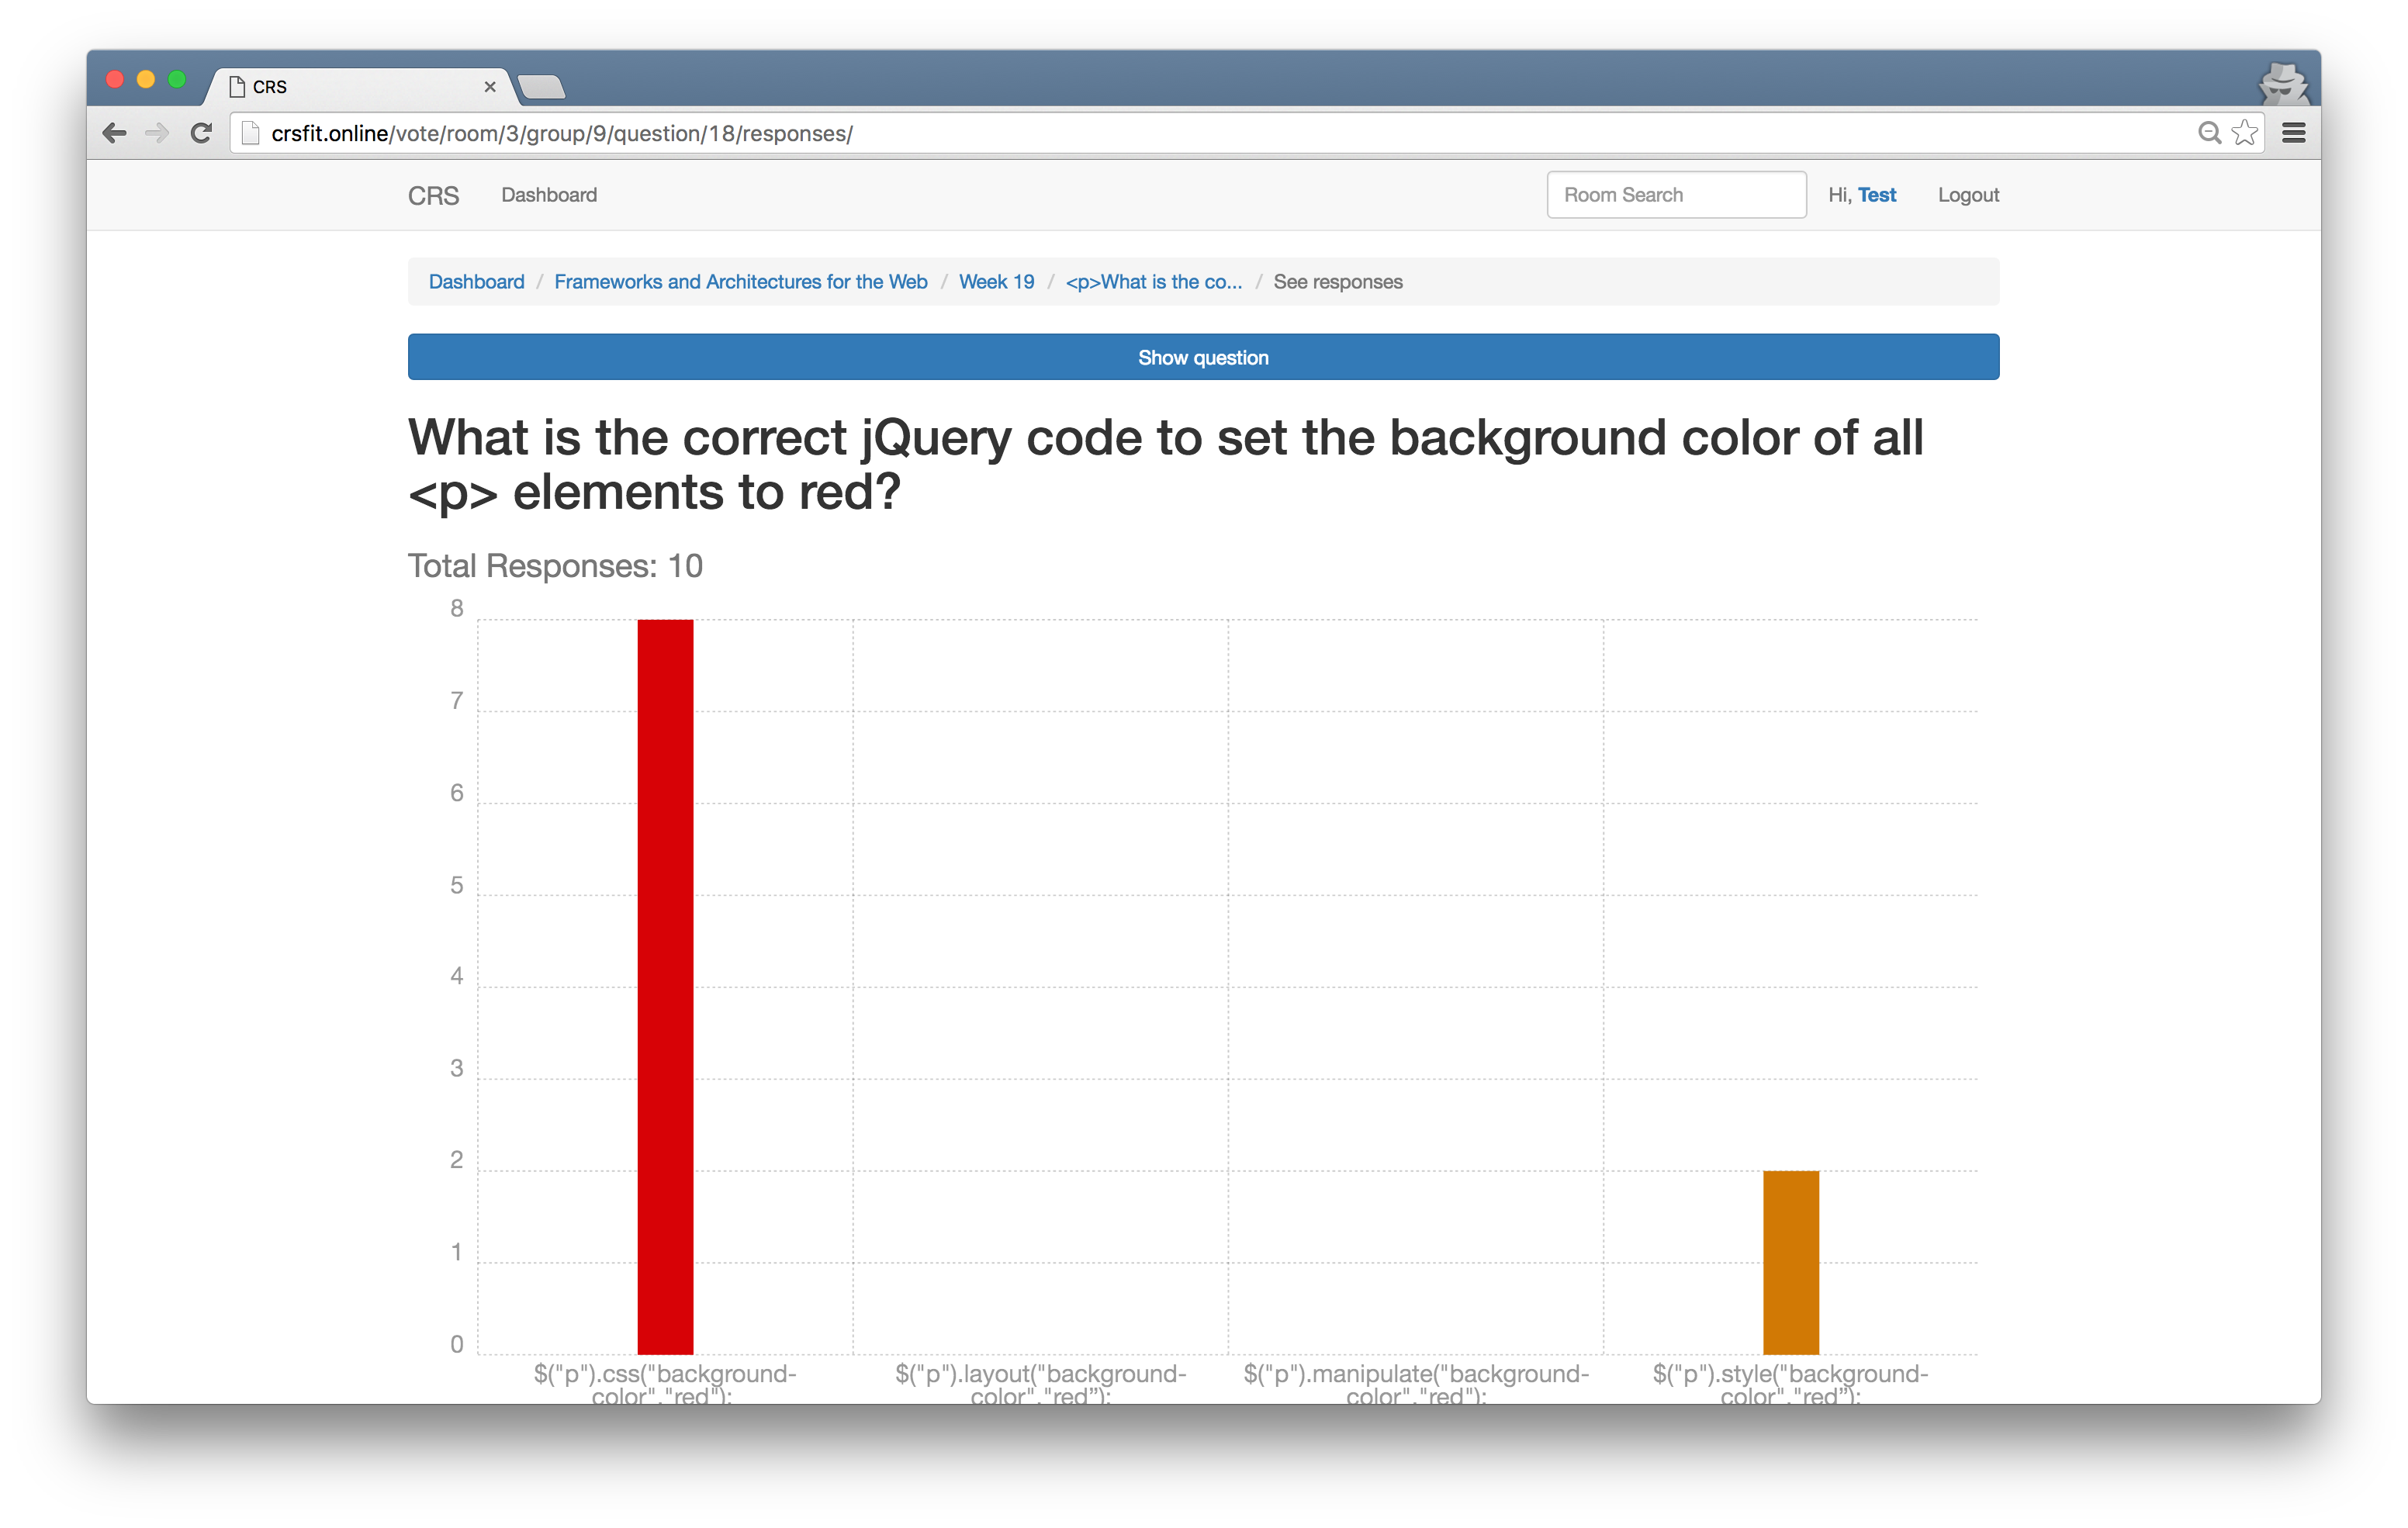 CRS
crsfit.online/vote/room/3/group/9/question/18/responses/
CRS Dashboard Room Search Hi, Test Logout
Dashboard / Frameworks and Architectures for the Web / Week 19 / <p>What is the co... / See responses
Show question
What is the correct jQuery code to set the background color of all
<p> elements to red?
Total Responses: 10
8
7
6
5
4
3
2
1
0
$("p").css("background-
color","red");
$("p").layout("background-
color","red”);
$("p").manipulate("background-
color","red");
$("p").style("background-
color","red”);